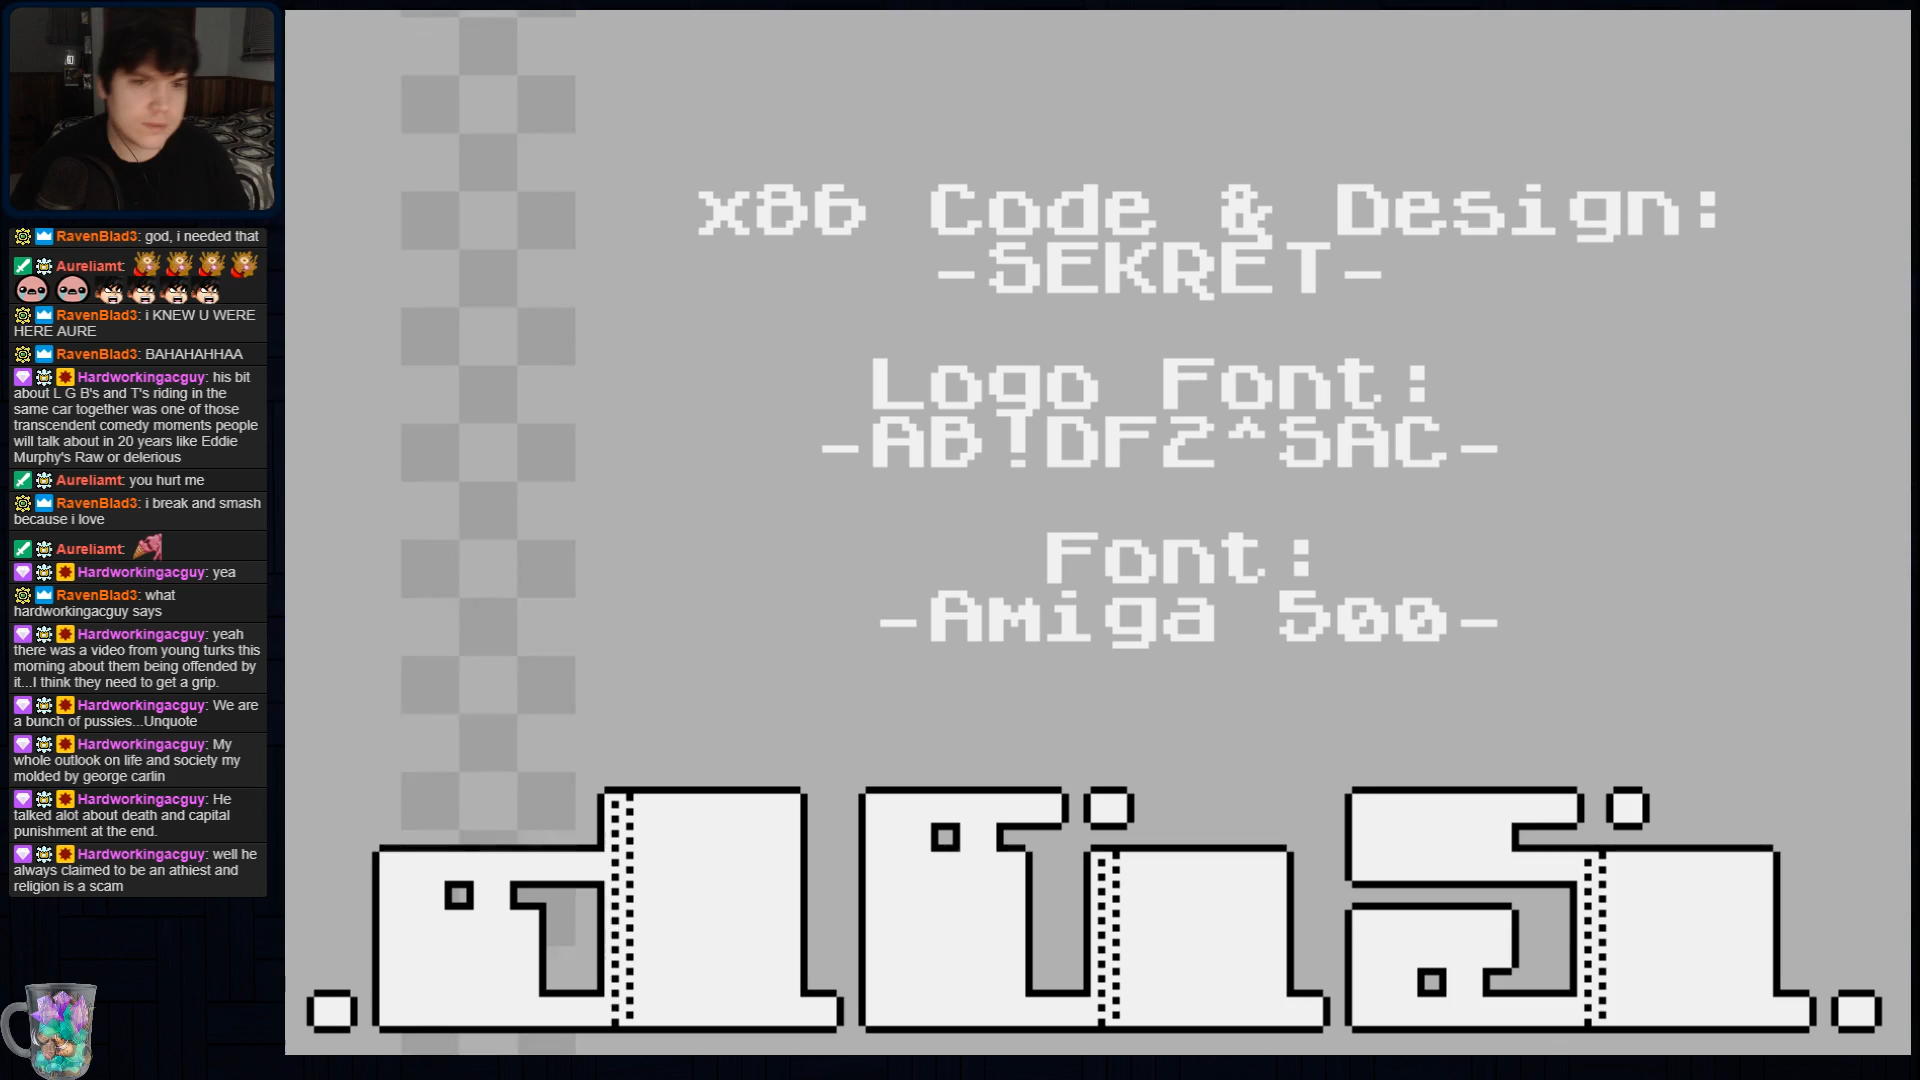 RavenBlad3: god, i needed that
Aureliamt:
RavenBlad3: i KNEW U WERE
HERE AURE
RavenBlad3: BAHAHAHHAA
Hardworkingacguy: his bit
about L G B's and T's riding in the
same car together was one of those
transcendent comedy moments people
will talk about in 20 years like Eddie
Murphy's Raw or delerious
Aureliamt: you hurt me
RavenBlad3: i break and smash
because i love
Aureliamt:
Hardworkingacguy: yea
RavenBlad3: what
hardworkingacguy says
Hardworkingacguy: yeah
there was a video from young turks this
morning about them being offended by
it...I think they need to get a grip.
Hardworkingacguy: We are
a bunch of pussies...Unquote
Hardworkingacguy: My
whole outlook on life and society my
molded by george carlin
Hardworkingacguy: He
talked alot about death and capital
punishment at the end.
Hardworkingacguy: well he
always claimed to be an athiest and
religion is a scam
x86 Code & Design:
-SEKRET-
Logo Font:
-AB!DFZ^SAC-
Font:
-Amiga 500-